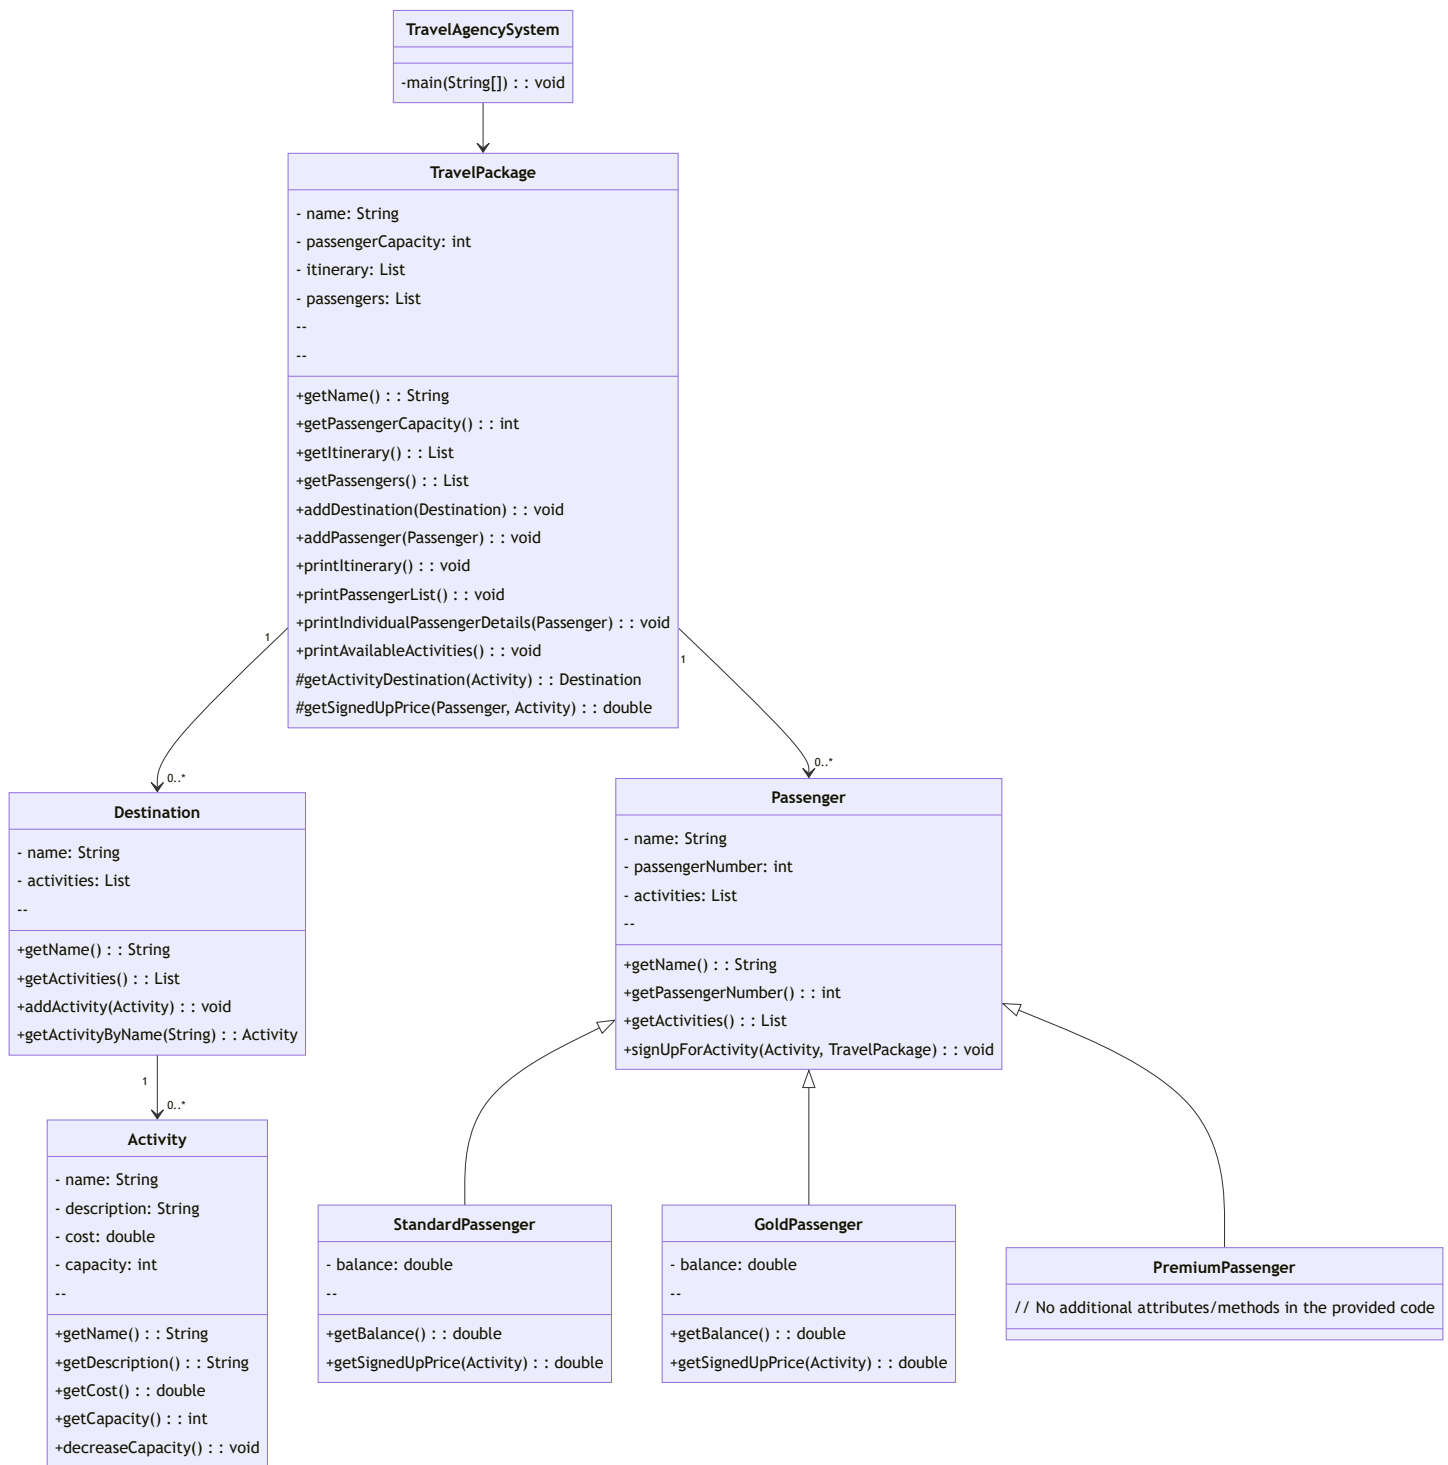 TravelAgencySystem
-main(String[]) : : void
TravelPackage
- name: String
- passengerCapacity: int
- itinerary: List
- passengers: List
--
--
+getName() : : String
+getPassengerCapacity() : : int
+getItinerary() : : List
+getPassengers() : : List
+addDestination(Destination) : : void
+addPassenger(Passenger) : : void
+printItinerary() : : void
+printPassengerList() : : void
+printIndividualPassengerDetails(Passenger) : : void
+printAvailableActivities() : : void
#getActivityDestination(Activity) : : Destination
#getSignedUpPrice(Passenger, Activity) : : double
1
1
0..*
0..*
Destination
- name: String
- activities: List
--
+getName() : : String
+getActivities() : : List
+addActivity(Activity) : : void
+getActivityByName(String) : : Activity
Passenger
- name: String
- passengerNumber: int
- activities: List
--
+getName() : : String
+getPassengerNumber() : : int
+getActivities() : : List
+signUpForActivity(Activity, TravelPackage) : : void
1
0..*
Activity
- name: String
- description: String
- cost: double
- capacity: int
--
+getName() : : String
+getDescription() : : String
+getCost() : : double
+getCapacity() : : int
+decreaseCapacity() : : void
StandardPassenger
- balance: double
--
+getBalance() : : double
+getSignedUpPrice(Activity) : : double
GoldPassenger
- balance: double
--
+getBalance() : : double
+getSignedUpPrice(Activity) : : double
PremiumPassenger
// No additional attributes/methods in the provided code